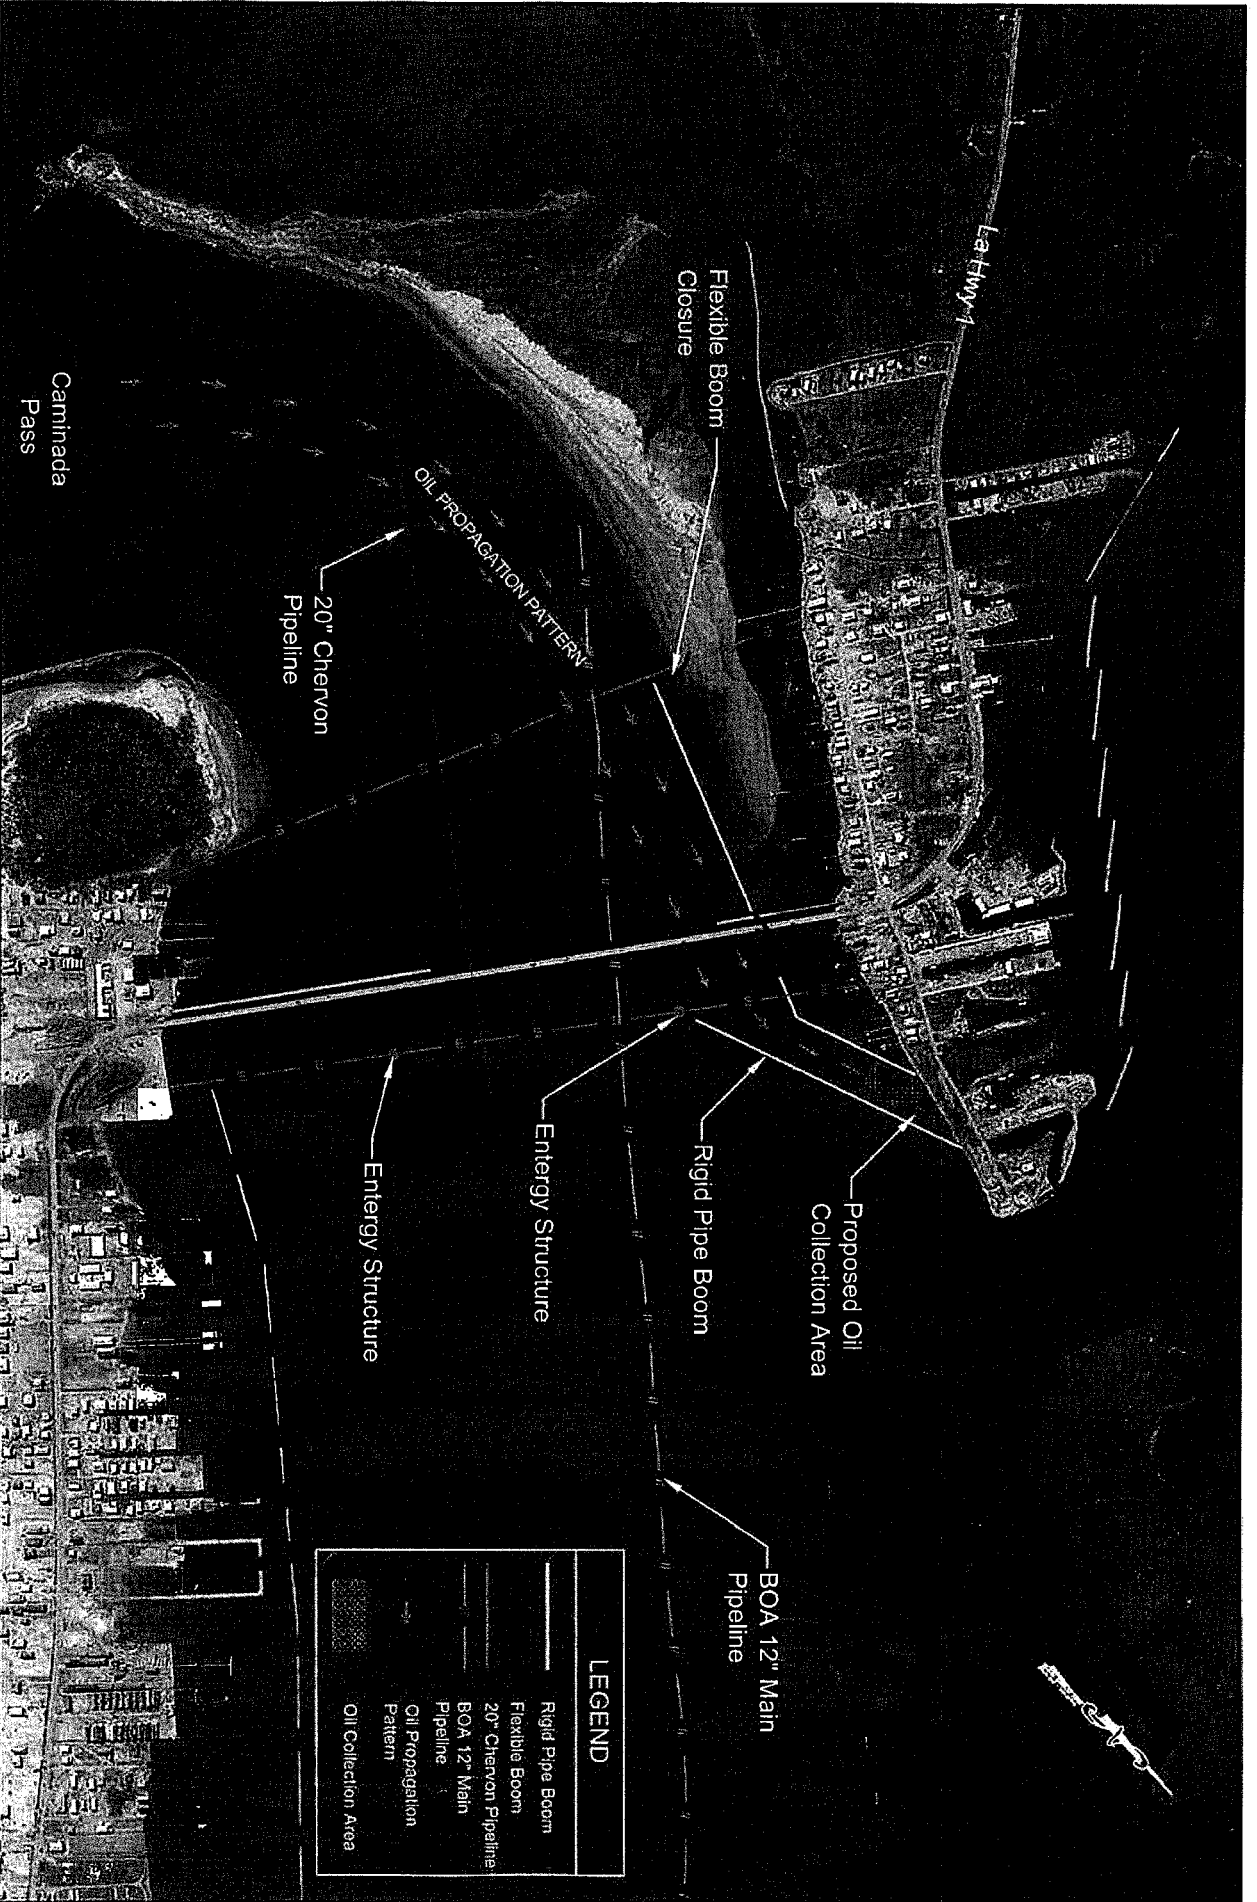 La Hwy 1
Flexible Boom
Closure
Caminada
Pass
OIL PROPAGATION PATTERN
20" Chervon
Pipeline
Proposed Oil
Collection Area
Rigid Pipe Boom
Entergy Structure
Entergy Structure
BOA 12" Main
Pipeline
LEGEND
Rigid Pipe Boom
Flexible Boom
20" Chervon Pipeline
BOA 12" Main
Pipeline
Oil Propagation
Pattern
Oil Collection Area